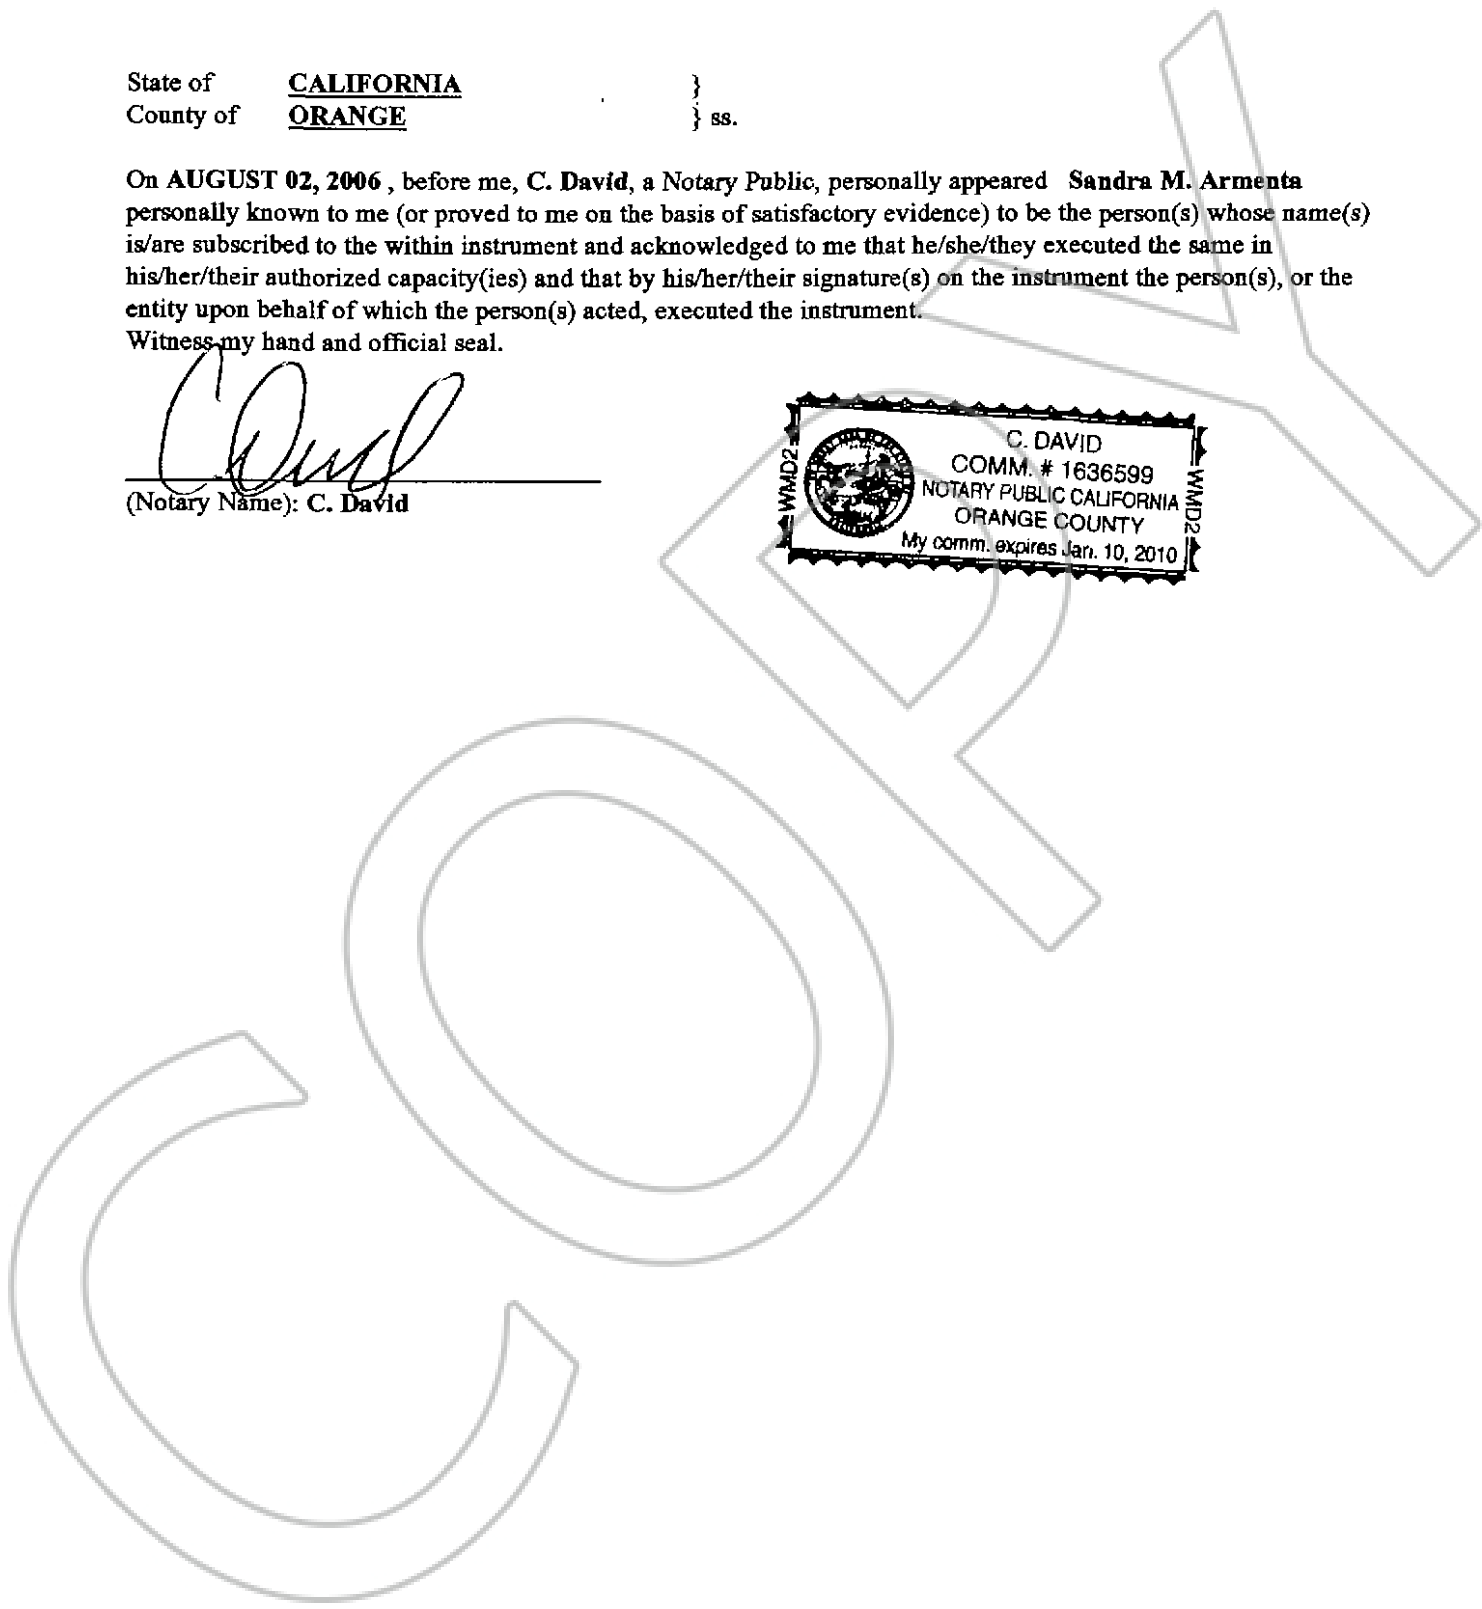 State of CALIFORNIA }
County of ORANGE } ss.
On AUGUST 02, 2006 , before me, C. David, a Notary Public, personally appeared Sandra M. Armenta
personally known to me (or proved to me on the basis of satisfactory evidence) to be the person(s) whose name(s)
is/are subscribed to the within instrument and acknowledged to me that he/she/they executed the same in
his/her/their authorized capacity(ies) and that by his/her/their signature(s) on the instrument the person(s), or the
entity upon behalf of which the person(s) acted, executed the instrument.
Witness my hand and official seal.
C David
(Notary Name): C. David
WMD2
C. DAVID
COMM. # 1636599
NOTARY PUBLIC CALIFORNIA
ORANGE COUNTY
My comm. expires Jan. 10, 2010
WMD2
COPY